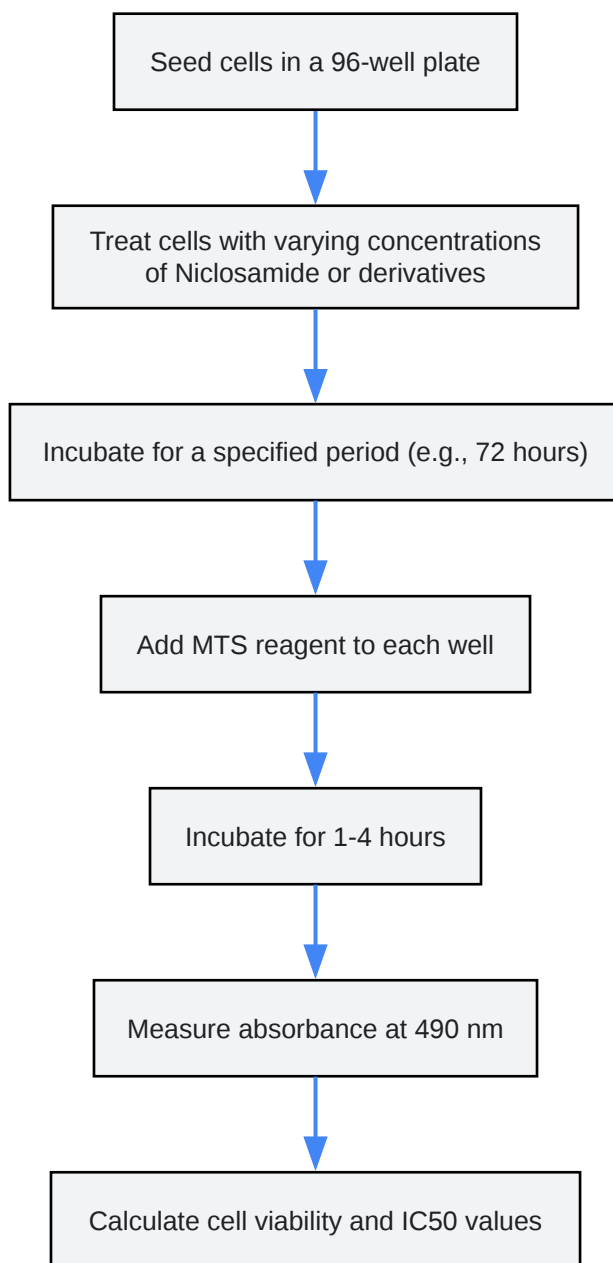 Seed cells in a 96-well plate
Treat cells with varying concentrations
of Niclosamide or derivatives
Incubate for a specified period (e.g., 72 hours)
Add MTS reagent to each well
Incubate for 1-4 hours
Measure absorbance at 490 nm
Calculate cell viability and IC50 values